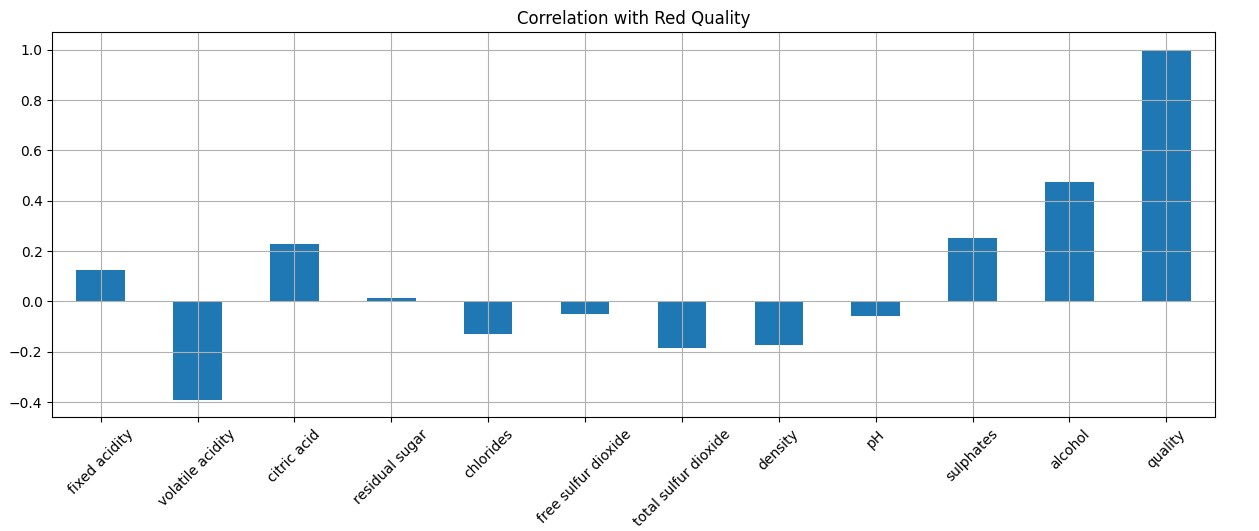 Correlation with Red Quality
1.0
0.8
0.6
0.4
0.2
0.0
−0.2
−0.4
fixed acidity
volatile acidity
citric acid
residual sugar
chlorides
free sulfur dioxide
total sulfur dioxide
density
pH
sulphates
alcohol
quality